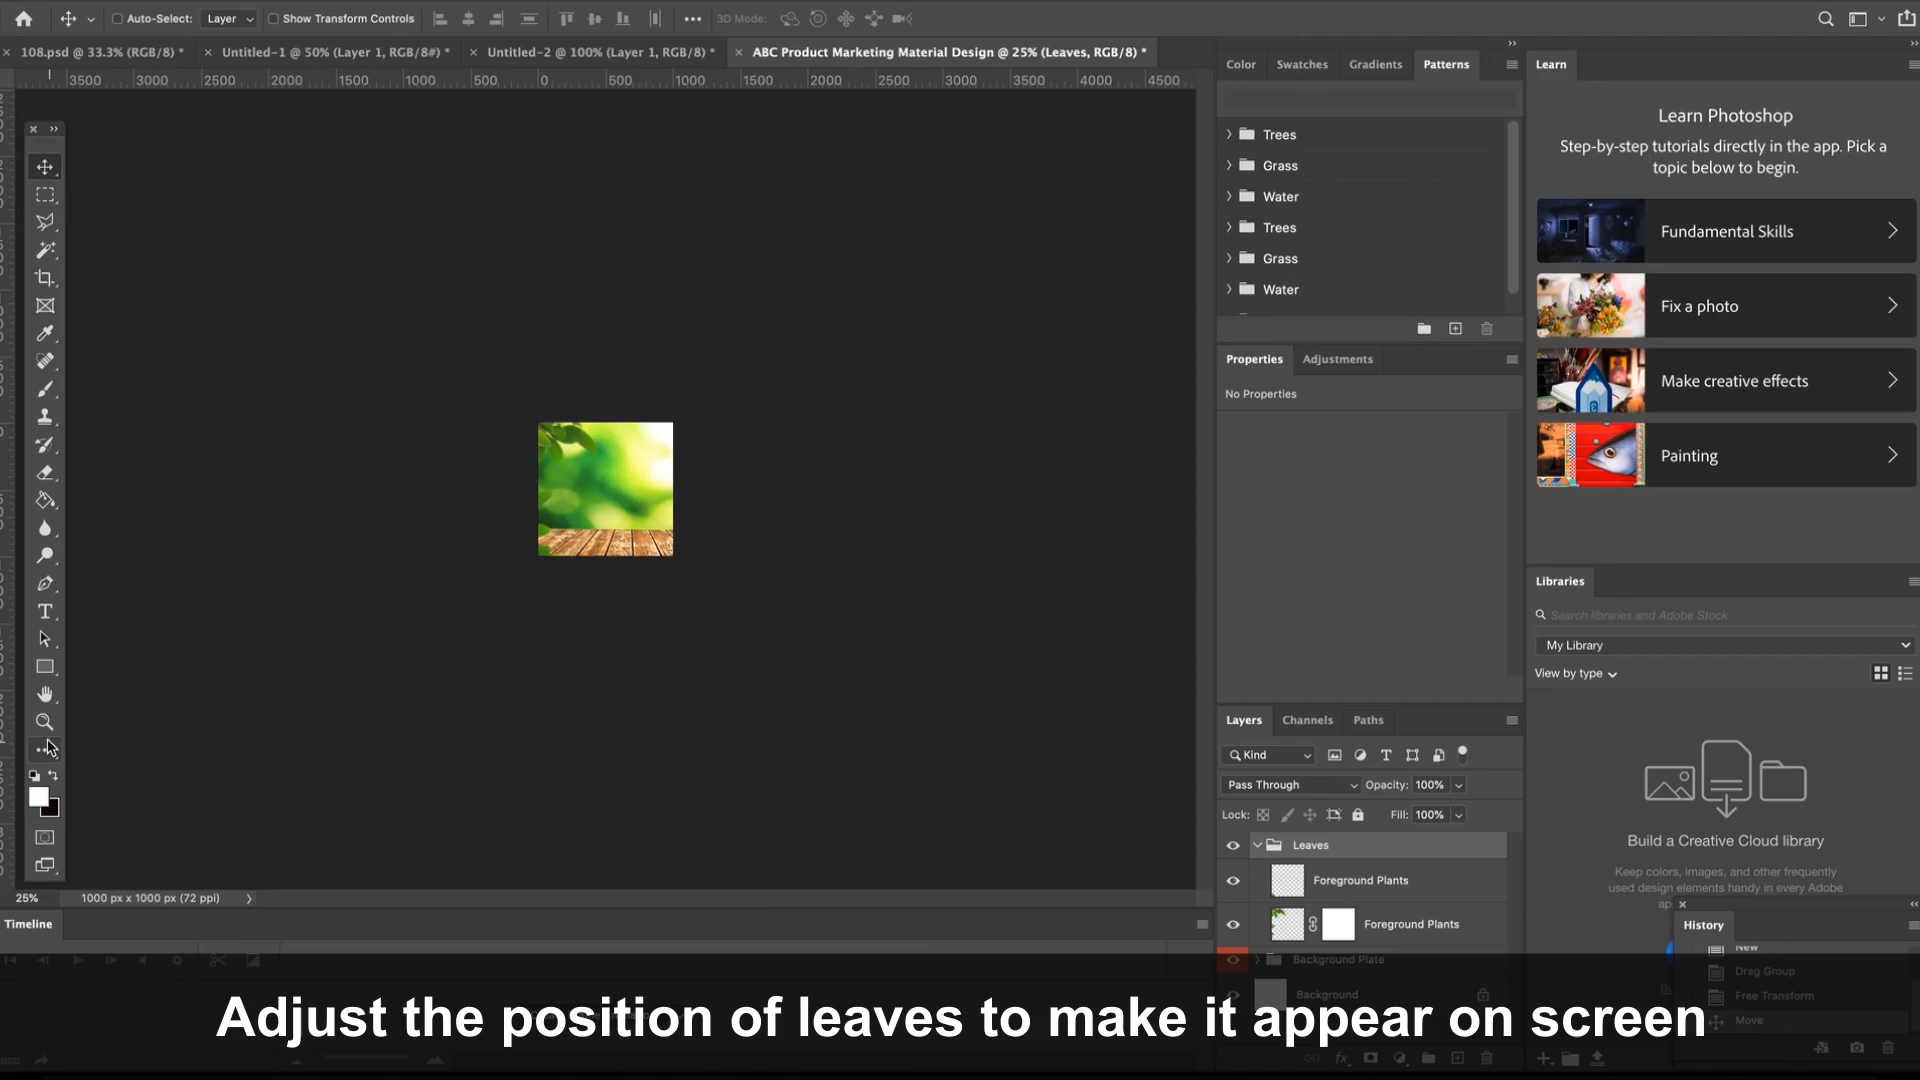 Auto-Select: Layer Show Transform Controls 3D Mode:
108.psd @ 33.3% (RGB/8) * Untitled-1 @ 50% (Layer 1, RGB/8#) * Untitled-2 @ 100% (Layer 1, RGB/8) * ABC Product Marketing Material Design @ 25% (Leaves, RGB/8) *
3500 3000 2500 2000 1500 1000 500 0 500 1000 1500 2000 2500 3000 3500 4000 4500
Color Swatches Gradients Patterns
Trees
Grass
Water
Trees
Grass
Water
Properties Adjustments
No Properties
Learn
Learn Photoshop
Step-by-step tutorials directly in the app. Pick a
topic below to begin.
Fundamental Skills
Fix a photo
Make creative effects
Painting
Libraries
Search libraries and Adobe Stock
My Library
View by type
Build a Creative Cloud library
Keep colors, images, and other frequently
used design elements handy in every Adobe
Layers Channels Paths
Kind
Pass Through Opacity: 100%
Lock: Fill: 100%
Leaves
Foreground Plants
Foreground Plants
Background Plate
Background
History
New
Drag Group
Free Transform
Move
25% 1000 px x 1000 px (72 ppi)
Timeline
Adjust the position of leaves to make it appear on screen